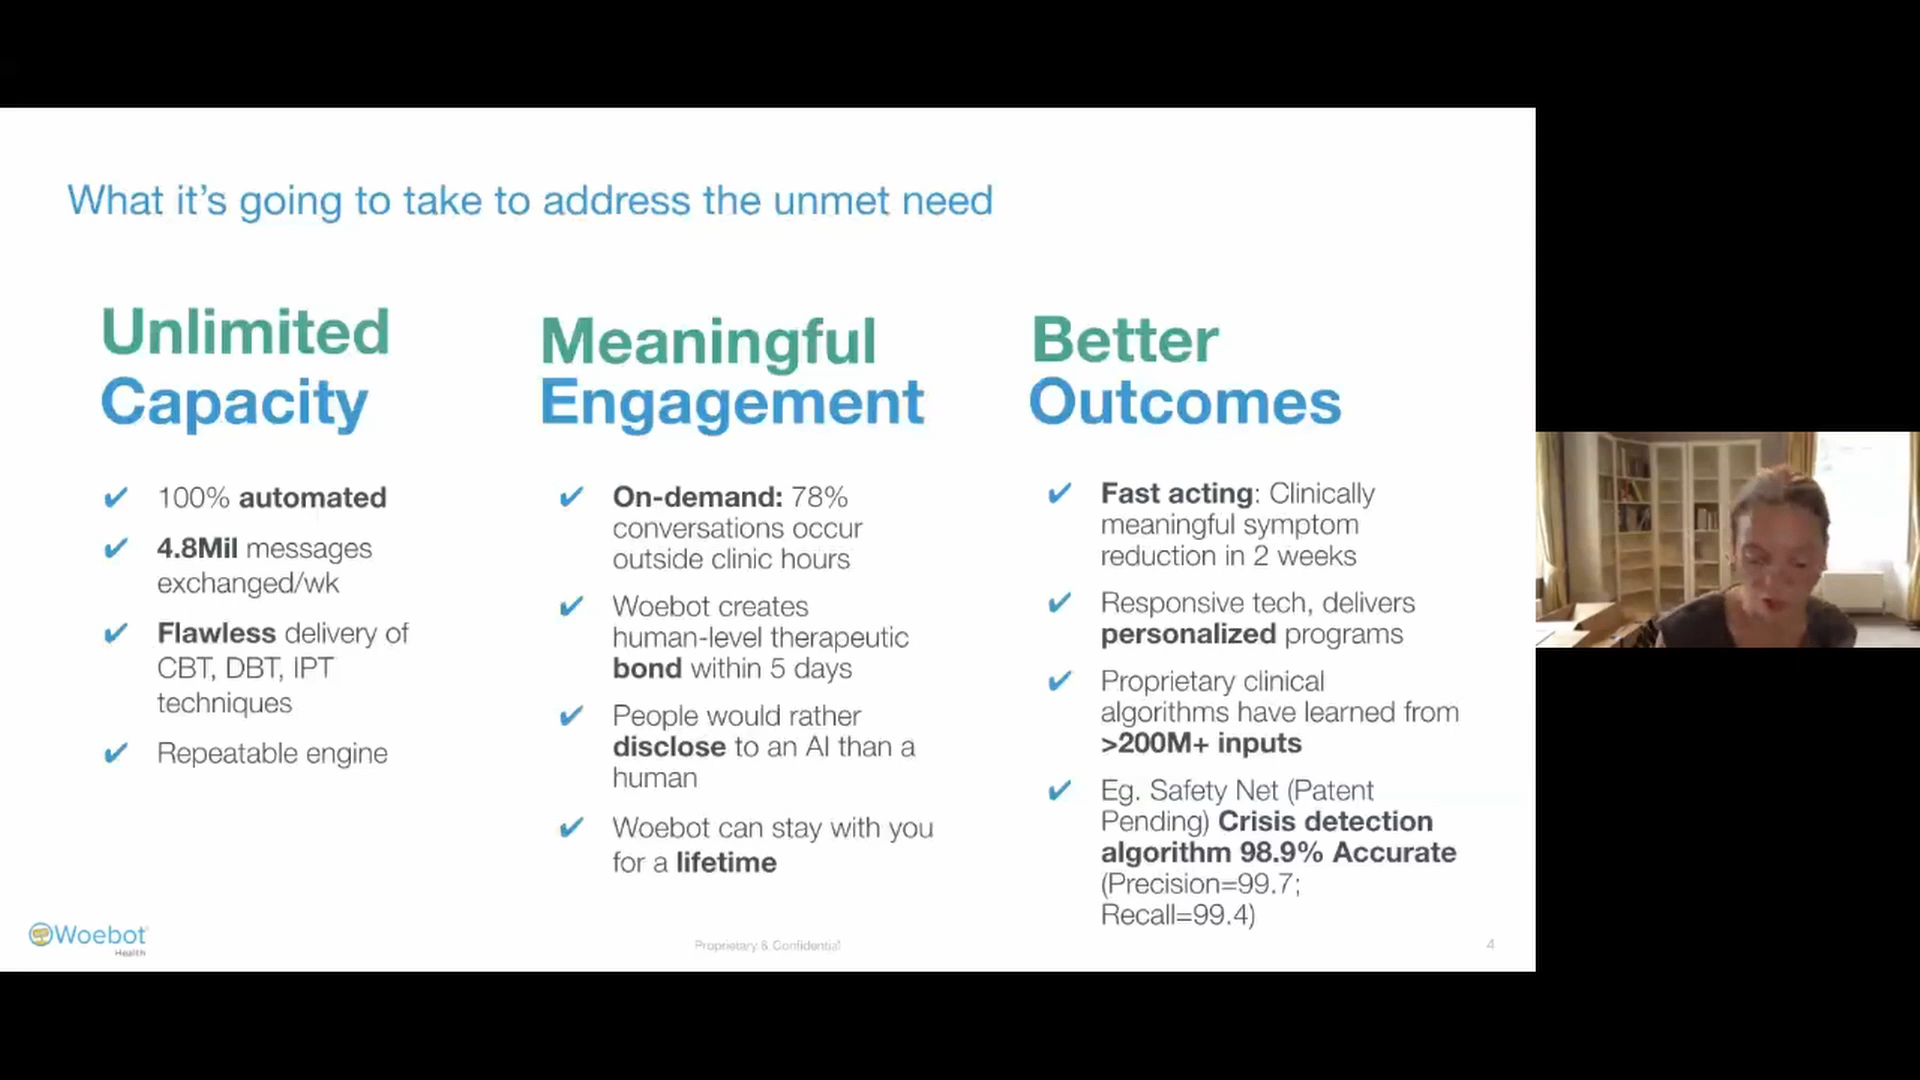 What it's going to take to address the unmet need
Unlimited
Capacity
✔ 100% automated
✔ 4.8Mil messages
exchanged/wk
✔ Flawless delivery of
CBT, DBT, IPT
techniques
✔ Repeatable engine
Meaningful
Engagement
✔ On-demand: 78%
conversations occur
outside clinic hours
✔ Woebot creates
human-level therapeutic
bond within 5 days
✔ People would rather
disclose to an AI than a
human
✔ Woebot can stay with you
for a lifetime
Better
Outcomes
✔ Fast acting: Clinically
meaningful symptom
reduction in 2 weeks
✔ Responsive tech, delivers
personalized programs
✔ Proprietary clinical
algorithms have learned from
>200M+ inputs
✔ Eg. Safety Net (Patent
Pending) Crisis detection
algorithm 98.9% Accurate
(Precision=99.7;
Recall=99.4)
Woebot
Health
Proprietary & Confidential
4